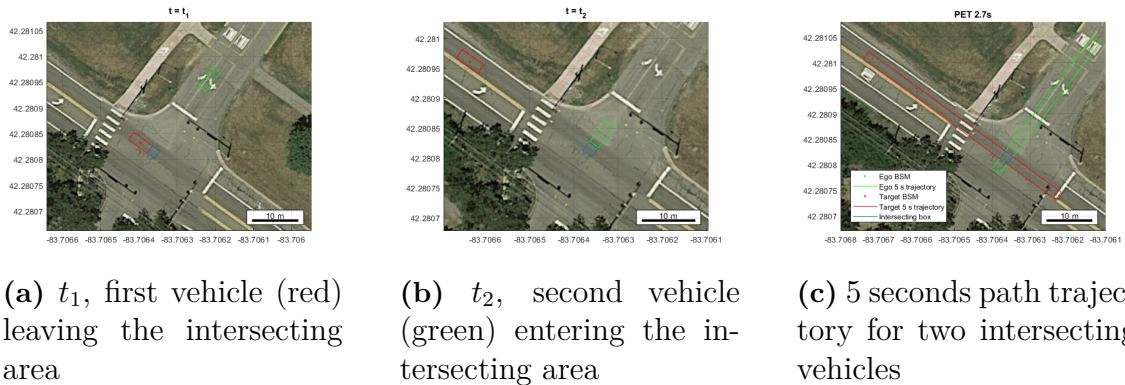 t = t1
42.28105
42.281
42.28095
42.2809
42.28085
42.2808
42.28075
42.2807
10 m
-83.7066 -83.7065 -83.7064 -83.7063 -83.7062 -83.7061 -83.706
t = t2
42.281
42.28095
42.2809
42.28085
42.2808
42.28075
42.2807
10 m
-83.7066 -83.7065 -83.7064 -83.7063 -83.7062 -83.7061
PET 2.7s
42.28105
42.281
42.28095
42.2809
42.28085
42.2808
42.28075
42.2807
Ego BSM
Ego 5 s trajectory
Target BSM
Target 5 s trajectory
Intersecting box
10 m
-83.7068 -83.7067 -83.7066 -83.7065 -83.7064 -83.7063 -83.7062 -83.7061
(a) t1, first vehicle (red)
leaving the intersecting
area
(b) t2, second vehicle
(green) entering the in-
tersecting area
(c) 5 seconds path trajec
tory for two intersecting
vehicles